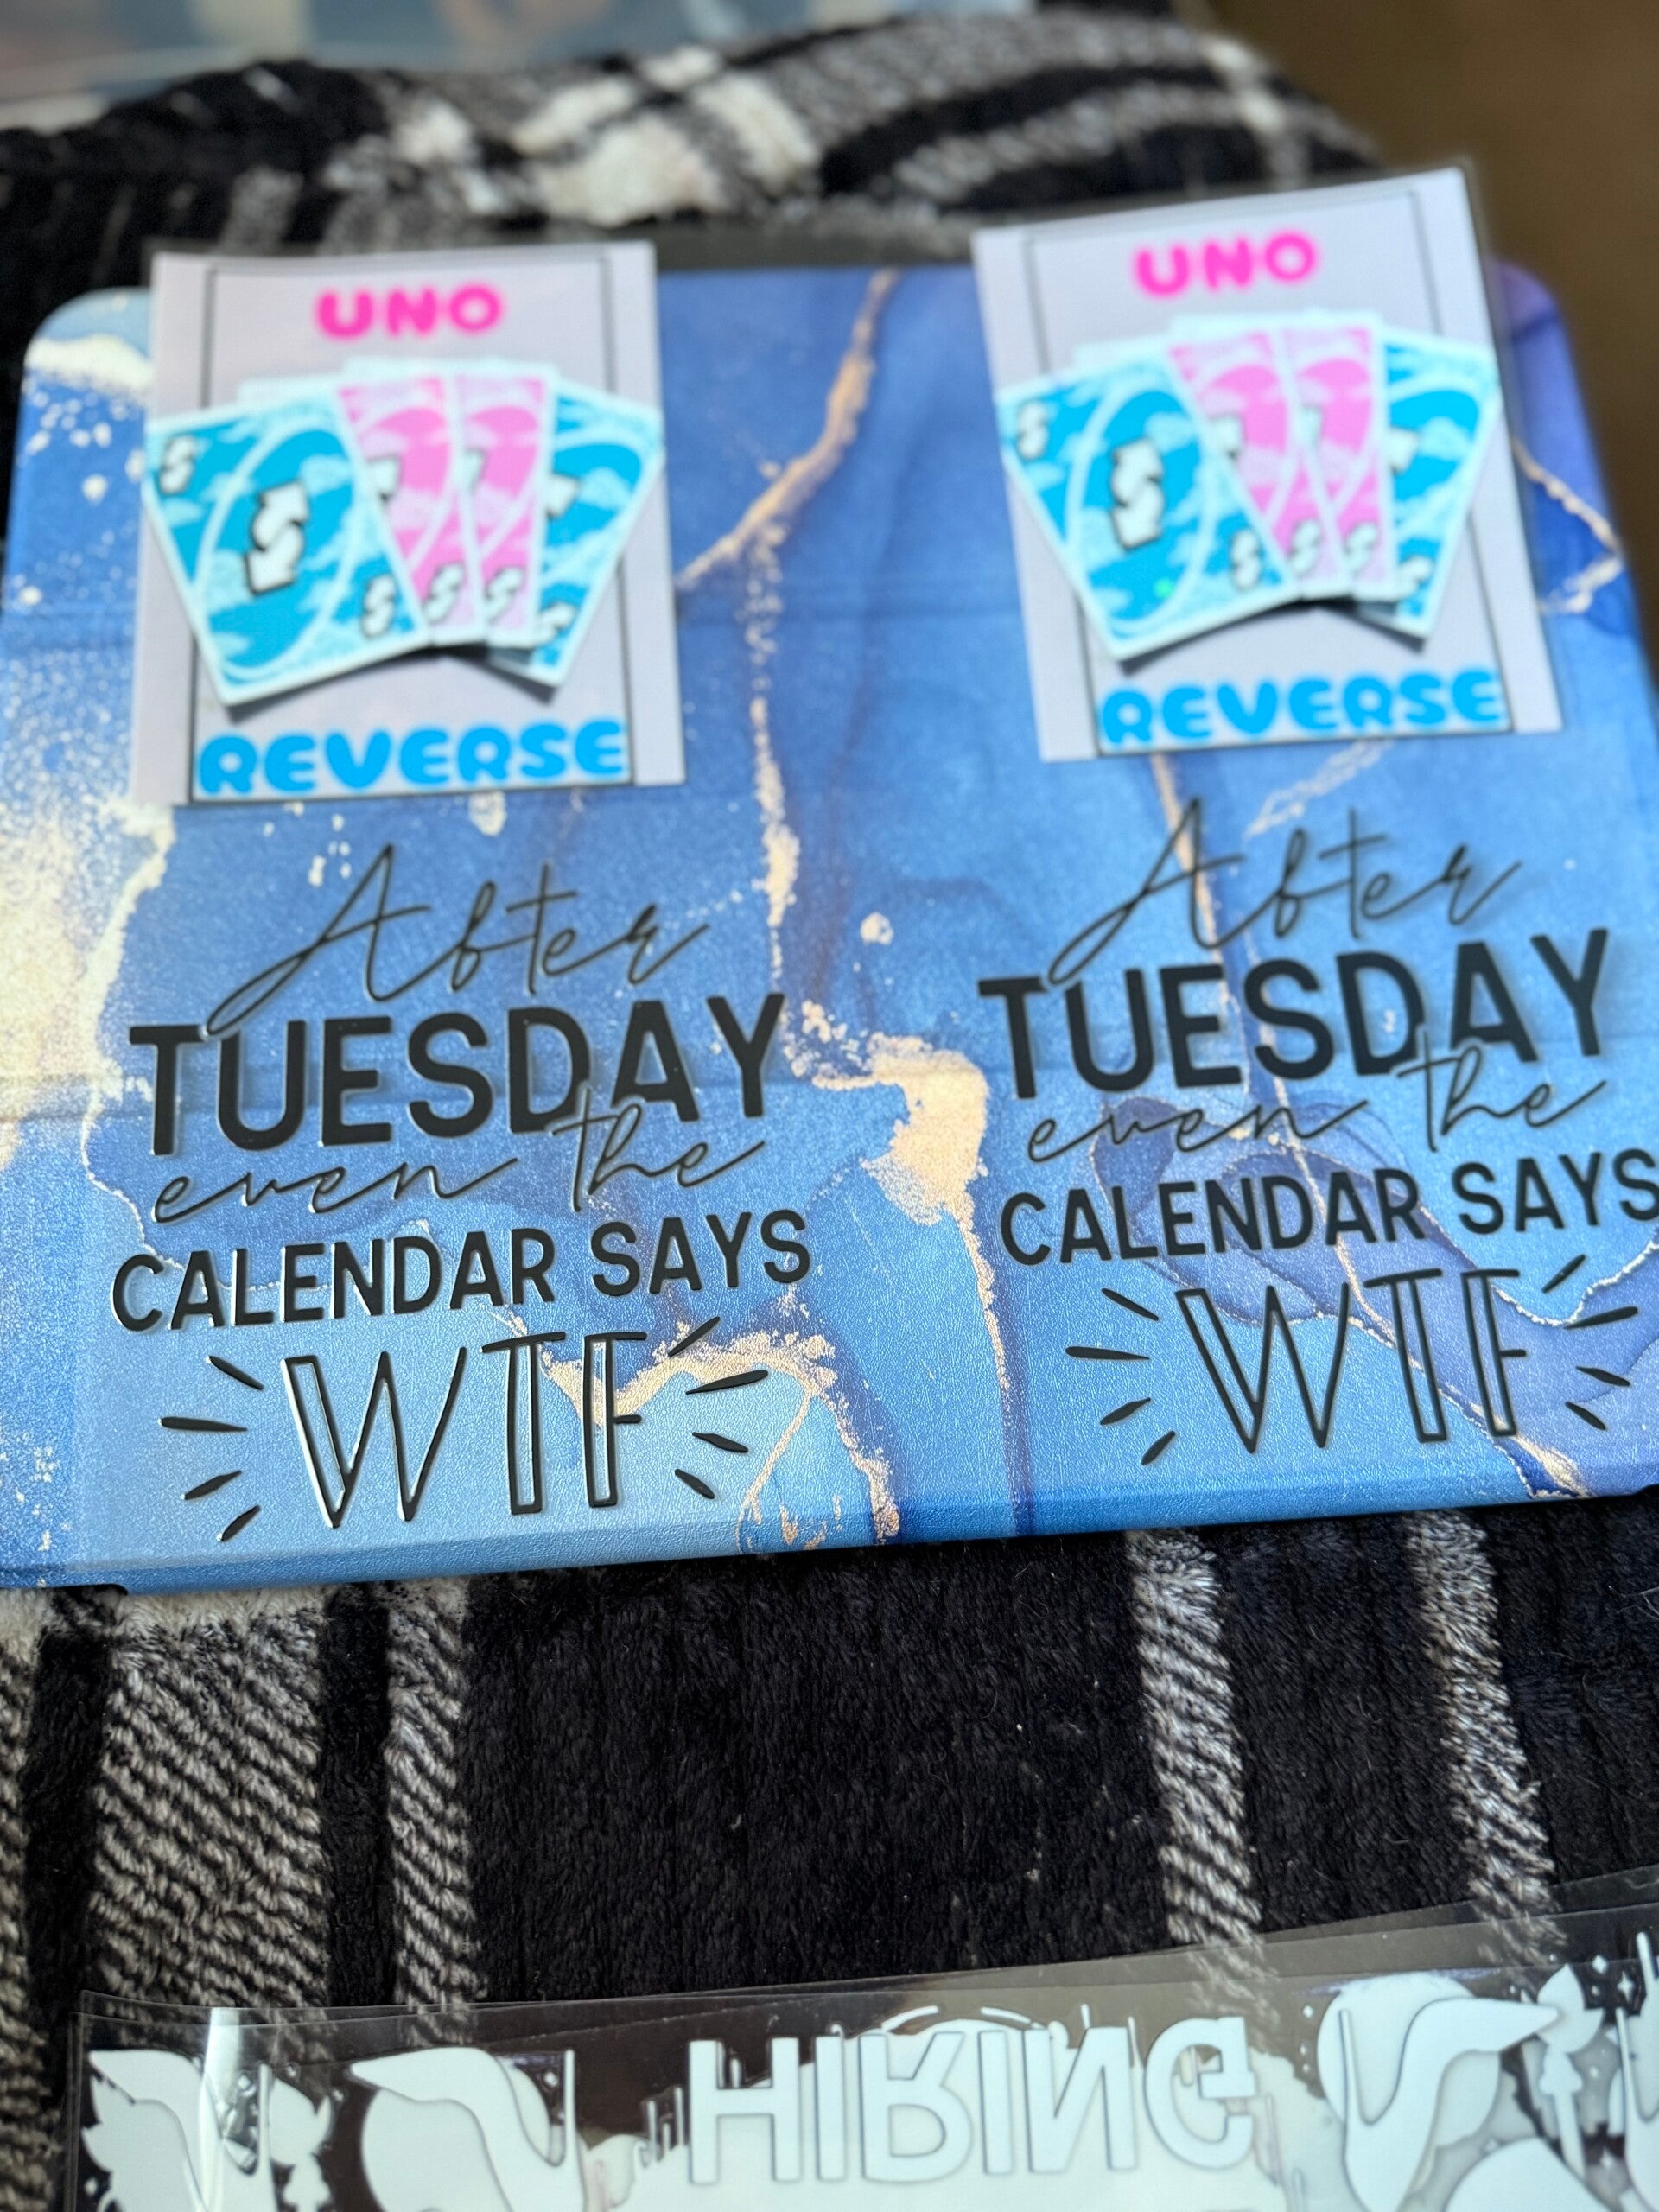 UNO
REVERSE
UNO
REVERSE
After
TUESDAY
even the
CALENDAR SAYS
WTF
After
TUESDAY
even the
CALENDAR SAYS
WTF
HIRING